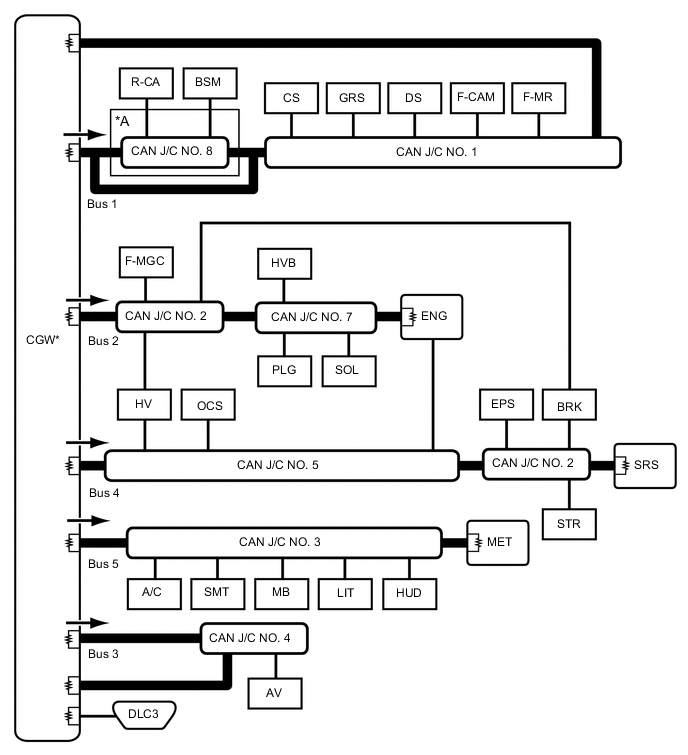 R-CA
BSM
CS
GRS
DS
F-CAM
F-MR
*A
CAN J/C NO. 8
CAN J/C NO. 1
Bus 1
F-MGC
HVB
CAN J/C NO. 2
CAN J/C NO. 7
ENG
CGW*
Bus 2
PLG
SOL
HV
OCS
EPS
BRK
CAN J/C NO. 5
CAN J/C NO. 2
SRS
Bus 4
STR
CAN J/C NO. 3
MET
Bus 5
A/C
SMT
MB
LIT
HUD
CAN J/C NO. 4
Bus 3
AV
DLC3